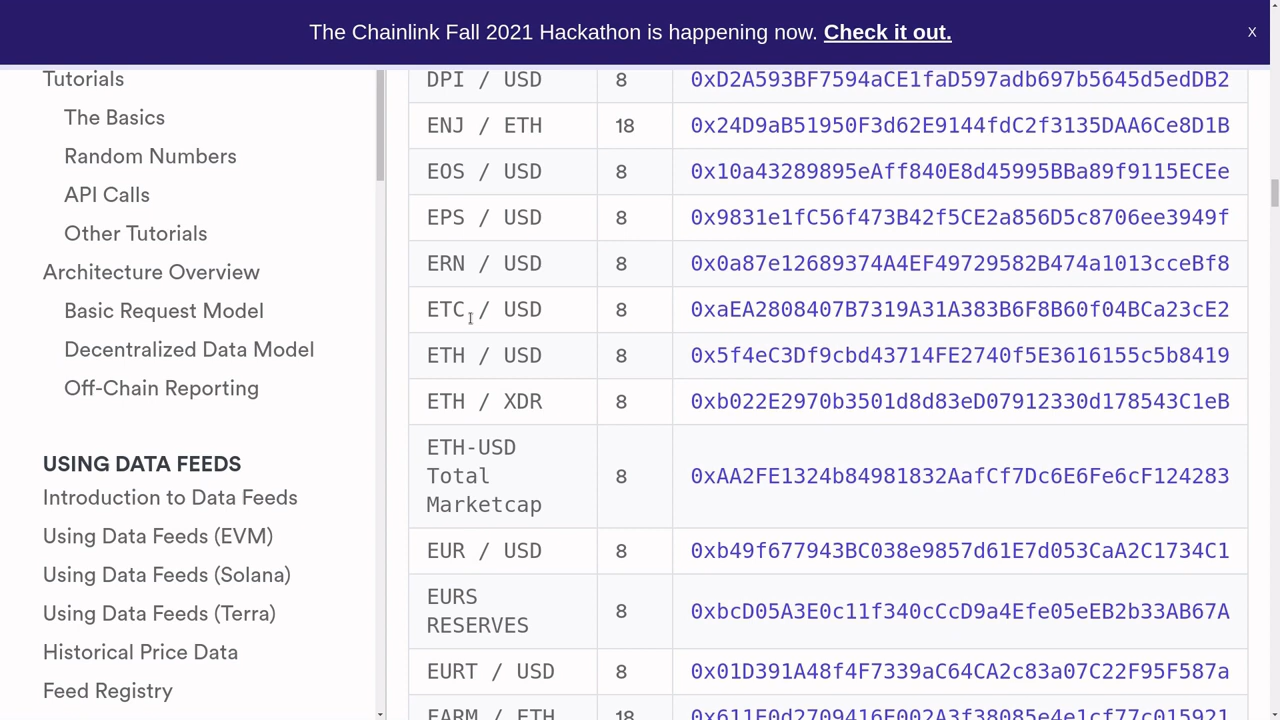 The Chainlink Fall 2021 Hackathon is happening now. Check it out.
X
Tutorials
The Basics
Random Numbers
API Calls
Other Tutorials
Architecture Overview
Basic Request Model
Decentralized Data Model
Off-Chain Reporting
USING DATA FEEDS
Introduction to Data Feeds
Using Data Feeds (EVM)
Using Data Feeds (Solana)
Using Data Feeds (Terra)
Historical Price Data
Feed Registry
DPI / USD 8 0xD2A593BF7594aCE1faD597adb697b5645d5edDB2
ENJ / ETH 18 0x24D9aB51950F3d62E9144fdC2f3135DAA6Ce8D1B
EOS / USD 8 0x10a43289895eAff840E8d45995BBa89f9115ECEe
EPS / USD 8 0x9831e1fC56f473B42f5CE2a856D5c8706ee3949f
ERN / USD 8 0x0a87e12689374A4EF49729582B474a1013cceBf8
ETC / USD 8 0xaEA2808407B7319A31A383B6F8B60f04BCa23cE2
ETH / USD 8 0x5f4eC3Df9cbd43714FE2740f5E3616155c5b8419
ETH / XDR 8 0xb022E2970b3501d8d83eD07912330d178543C1eB
ETH-USD
Total
Marketcap
8 0xAA2FE1324b84981832AafCf7Dc6E6Fe6cF124283
EUR / USD 8 0xb49f677943BC038e9857d61E7d053CaA2C1734C1
EURS
RESERVES
8 0xbcD05A3E0c11f340cCcD9a4Efe05eEB2b33AB67A
EURT / USD 8 0x01D391A48f4F7339aC64CA2c83a07C22F95F587a
FARM / ETH 18 0x611E0d2709416E002A3f38085e4e1cf77c015921